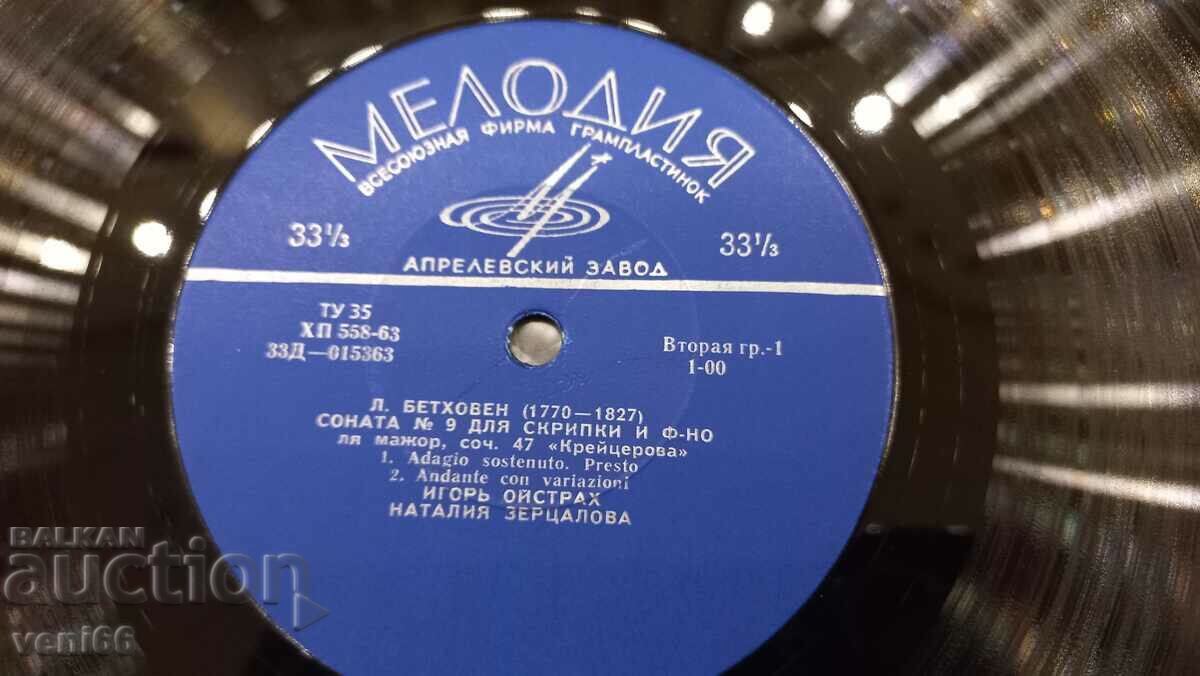 МЕЛОДИЯ
ВСЕСОЮЗНАЯ ФИРМА ГРАМПЛАСТИНОК
33⅓
33⅓
АПРЕЛЕВСКИЙ ЗАВОД
ТУ 35
ХП 558-63
33Д—015363
Вторая гр.-1
1-00
Л. БЕТХОВЕН (1770—1827)
СОНАТА № 9 ДЛЯ СКРИПКИ И Ф-НО
ля мажор, соч. 47 «Крейцерова»
1. Adagio sostenuto. Presto
2. Andante con variazioni
ИГОРЬ ОЙСТРАХ
НАТАЛИЯ ЗЕРЦАЛОВА
BALKAN
auction
veni66